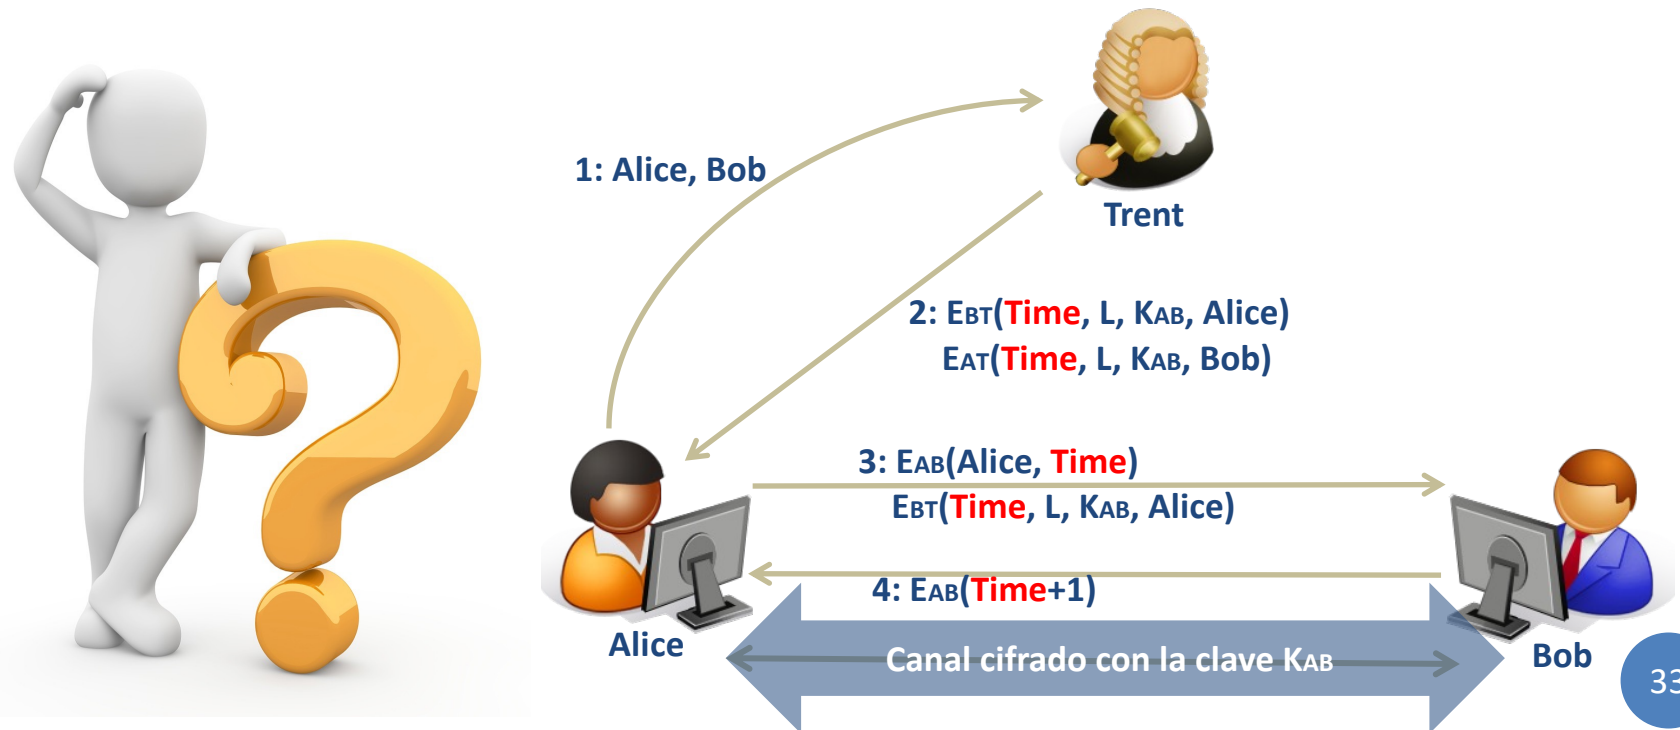 1: Alice, Bob
Trent
2: EBT(Time, L, KAB, Alice)
EAT(Time, L, KAB, Bob)
3: EAB(Alice, Time)
EBT(Time, L, KAB, Alice)
4: EAB(Time+1)
Alice
Canal cifrado con la clave KAB
Bob
33